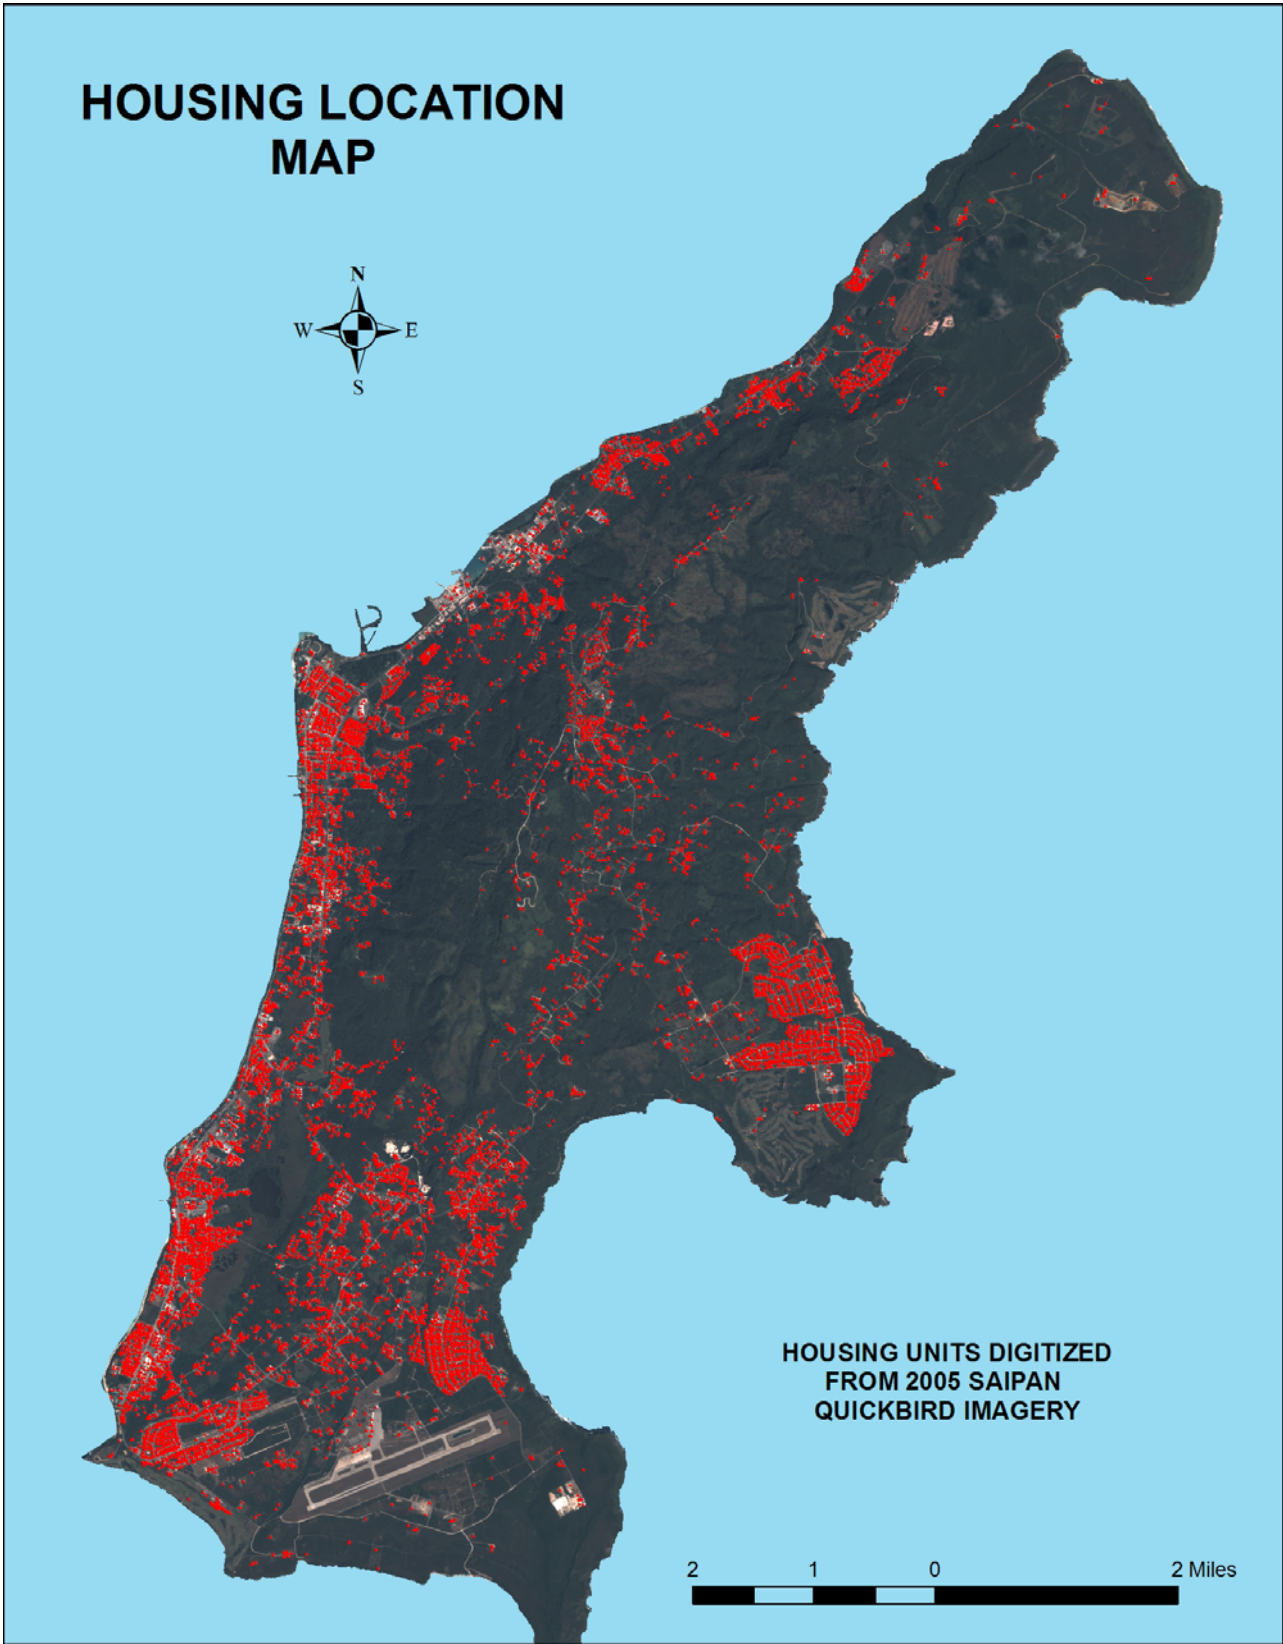 HOUSING LOCATION
MAP
N
W E
S
HOUSING UNITS DIGITIZED
FROM 2005 SAIPAN
QUICKBIRD IMAGERY
2 1 0 2 Miles